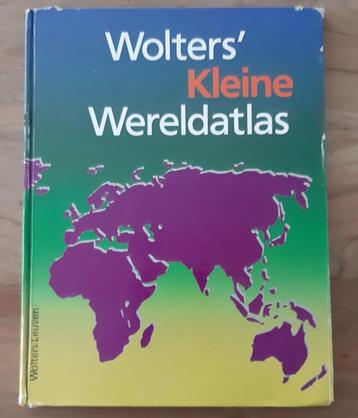 Wolters'
Kleine
Wereldatlas
Wolters Leuven